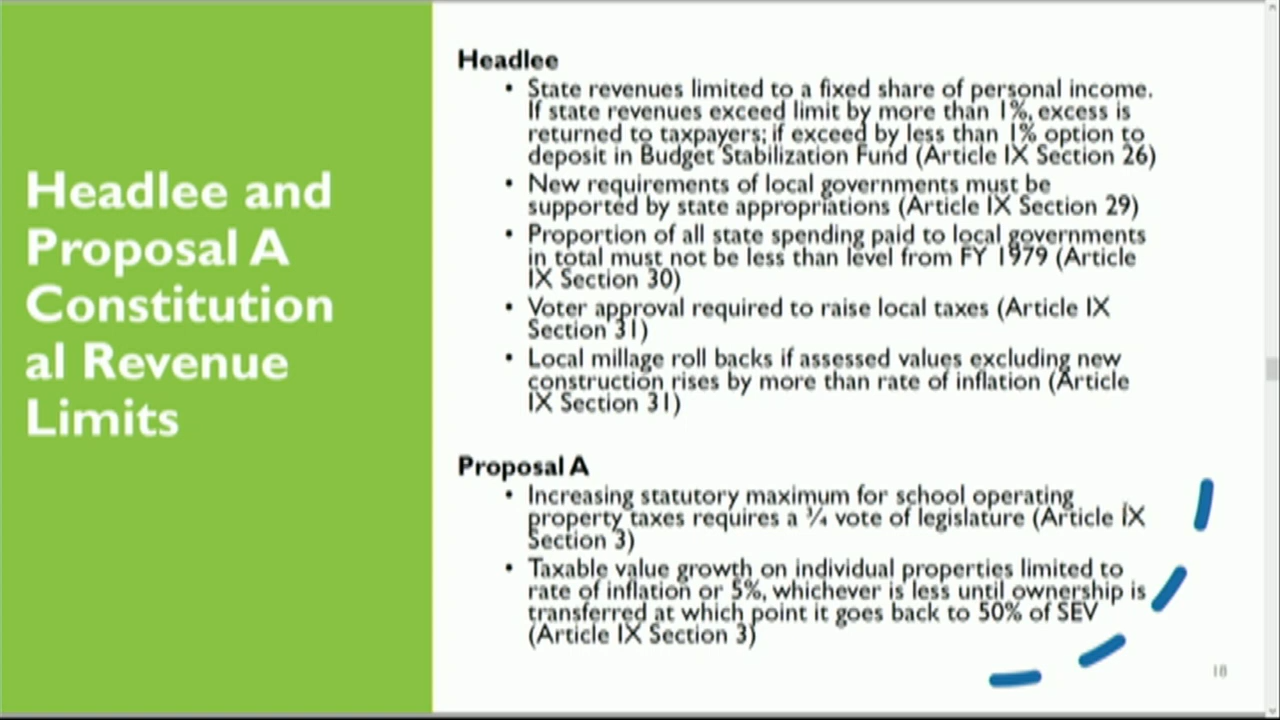 Headlee and
Proposal A
Constitution
al Revenue
Limits
Headlee
• State revenues limited to a fixed share of personal income.
If state revenues exceed limit by more than 1%, excess is
returned to taxpayers; if exceed by less than 1% option to
deposit in Budget Stabilization Fund (Article IX Section 26)
• New requirements of local governments must be
supported by state appropriations (Article IX Section 29)
• Proportion of all state spending paid to local governments
in total must not be less than level from FY 1979 (Article
IX Section 30)
• Voter approval required to raise local taxes (Article IX
Section 31)
• Local millage roll backs if assessed values excluding new
construction rises by more than rate of inflation (Article
IX Section 31)
Proposal A
• Increasing statutory maximum for school operating
property taxes requires a ¾ vote of legislature (Article IX
Section 3)
• Taxable value growth on individual properties limited to
rate of inflation or 5%, whichever is less until ownership is
transferred at which point it goes back to 50% of SEV
(Article IX Section 3)
18